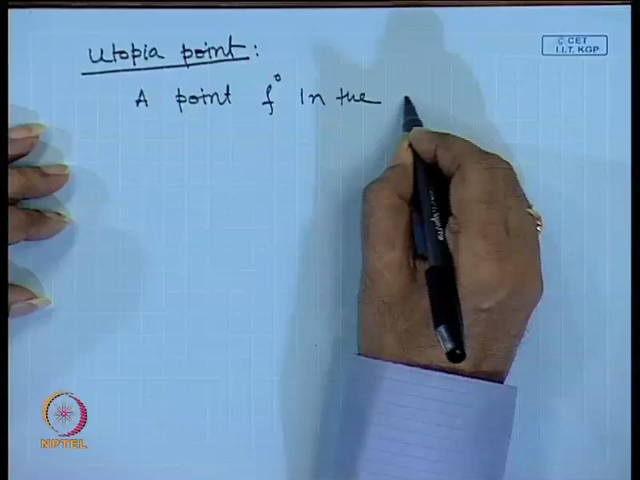 utopia point :
A point f° in the
© CET
I.I.T. KGP
NPTEL